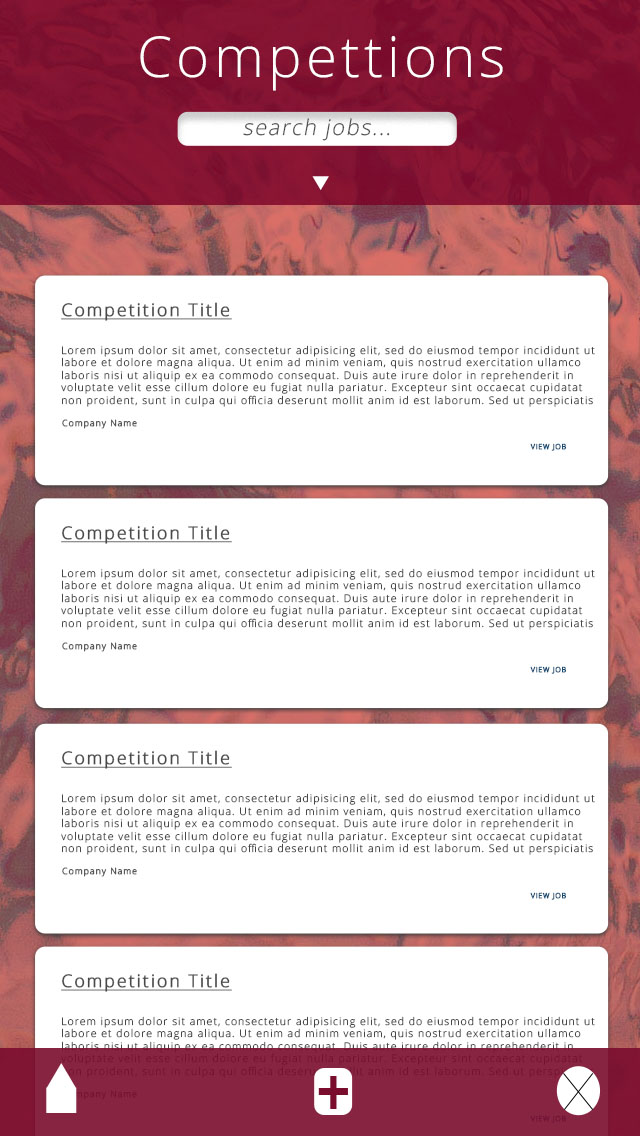 Compettions
search jobs...
Competition Title
Lorem ipsum dolor sit amet, consectetur adipisicing elit, sed do eiusmod tempor incididunt ut
labore et dolore magna aliqua. Ut enim ad minim veniam, quis nostrud exercitation ullamco
laboris nisi ut aliquip ex ea commodo consequat. Duis aute irure dolor in reprehenderit in
voluptate velit esse cillum dolore eu fugiat nulla pariatur. Excepteur sint occaecat cupidatat
non proident, sunt in culpa qui officia deserunt mollit anim id est laborum. Sed ut perspiciatis
Company Name
VIEW JOB
Competition Title
Lorem ipsum dolor sit amet, consectetur adipisicing elit, sed do eiusmod tempor incididunt ut
labore et dolore magna aliqua. Ut enim ad minim veniam, quis nostrud exercitation ullamco
laboris nisi ut aliquip ex ea commodo consequat. Duis aute irure dolor in reprehenderit in
voluptate velit esse cillum dolore eu fugiat nulla pariatur. Excepteur sint occaecat cupidatat
non proident, sunt in culpa qui officia deserunt mollit anim id est laborum. Sed ut perspiciatis
Company Name
VIEW JOB
Competition Title
Lorem ipsum dolor sit amet, consectetur adipisicing elit, sed do eiusmod tempor incididunt ut
labore et dolore magna aliqua. Ut enim ad minim veniam, quis nostrud exercitation ullamco
laboris nisi ut aliquip ex ea commodo consequat. Duis aute irure dolor in reprehenderit in
voluptate velit esse cillum dolore eu fugiat nulla pariatur. Excepteur sint occaecat cupidatat
non proident, sunt in culpa qui officia deserunt mollit anim id est laborum. Sed ut perspiciatis
Company Name
VIEW JOB
Competition Title
Lorem ipsum dolor sit amet, consectetur adipisicing elit, sed do eiusmod tempor incididunt ut
labore et dolore magna aliqua. Ut enim ad minim veniam, quis nostrud exercitation ullamco
laboris nisi ut aliquip ex ea commodo consequat. Duis aute irure dolor in reprehenderit in
voluptate velit esse cillum dolore eu fugiat nulla pariatur. Excepteur sint occaecat cupidatat
sunt in culpa qui officia deserunt mollit anim id est laborum. Sed ut
Name
VIEW JOB